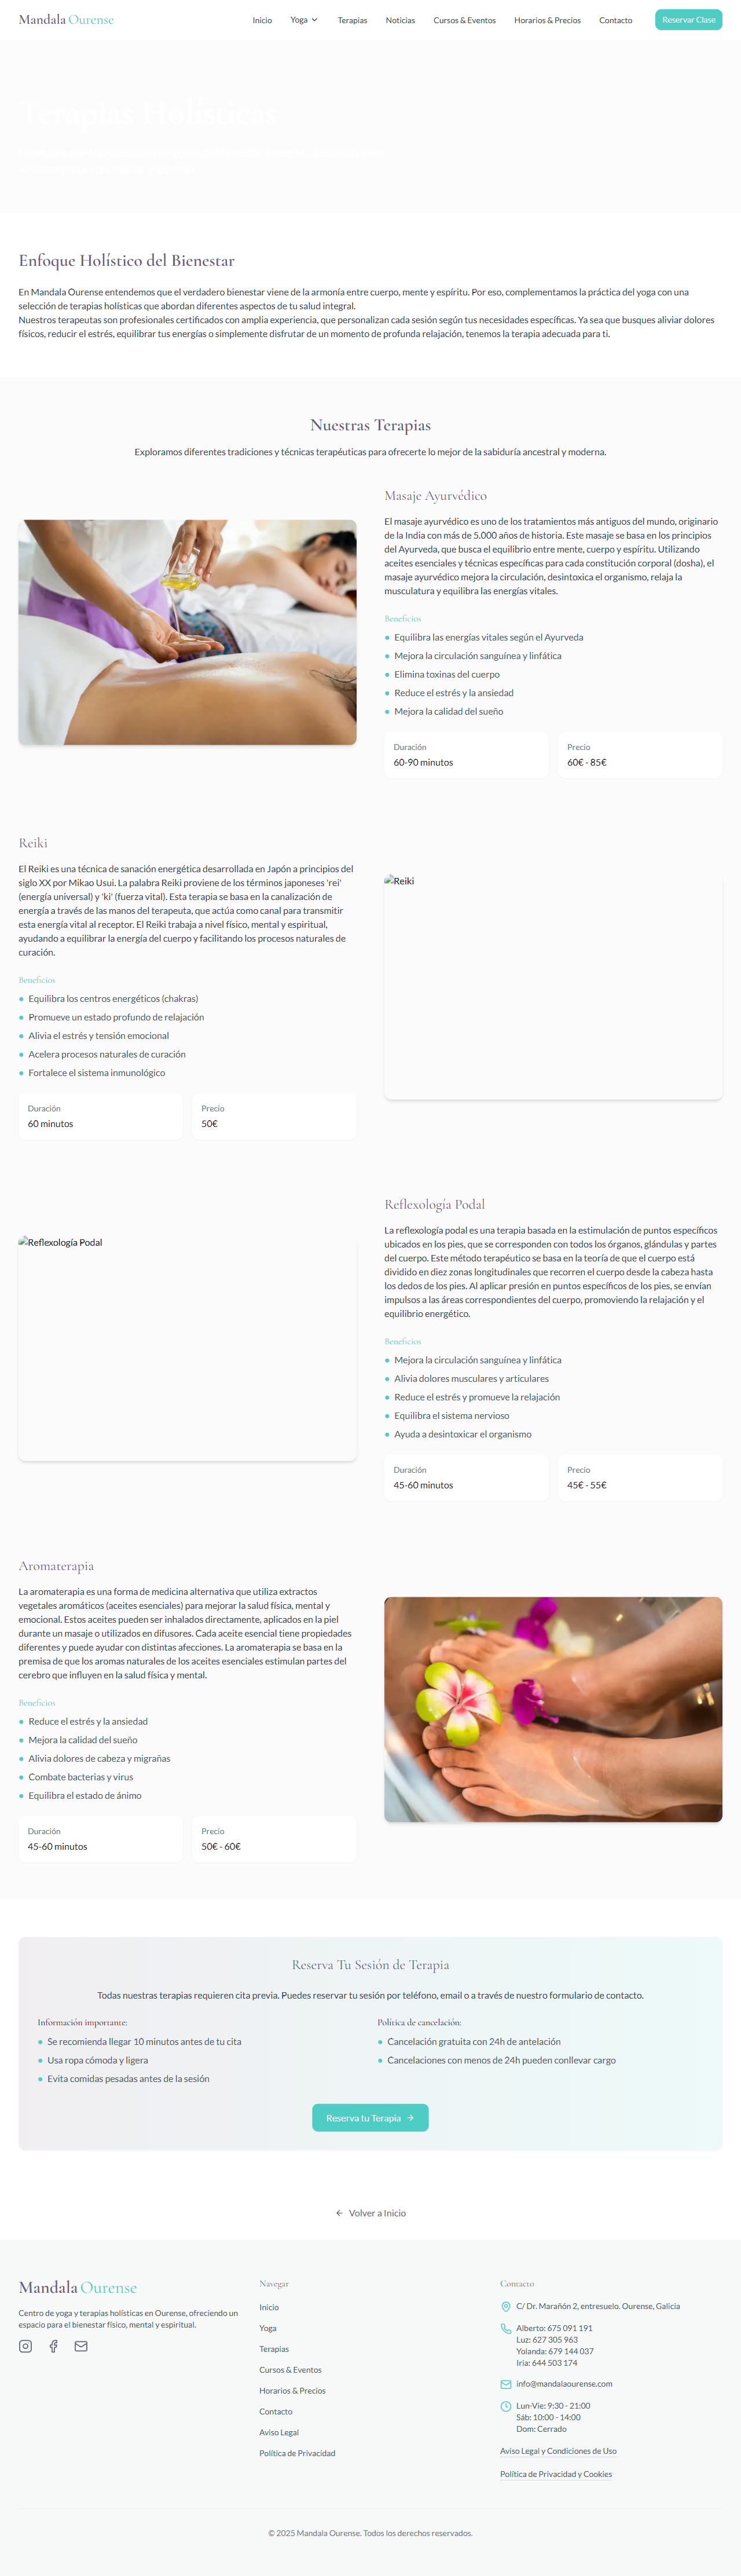 Mandala Ourense
Inicio
Yoga
Terapias
Noticias
Cursos & Eventos
Horarios & Precios
Contacto
Reservar Clase
Terapias Holísticas
Enfoque Holístico del Bienestar
En Mandala Ourense entendemos que el verdadero bienestar viene de la armonía entre cuerpo, mente y espíritu. Por eso, complementamos la práctica del yoga con una
selección de terapias holísticas que abordan diferentes aspectos de tu salud integral.
Nuestros terapeutas son profesionales certificados con amplia experiencia, que personalizan cada sesión según tus necesidades específicas. Ya sea que busques aliviar dolores
físicos, reducir el estrés, equilibrar tus energías o simplemente disfrutar de un momento de profunda relajación, tenemos la terapia adecuada para ti.
Nuestras Terapias
Exploramos diferentes tradiciones y técnicas terapéuticas para ofrecerte lo mejor de la sabiduría ancestral y moderna.
Masaje Ayurvédico
El masaje ayurvédico es uno de los tratamientos más antiguos del mundo, originario
de la India con más de 5.000 años de historia. Este masaje se basa en los principios
del Ayurveda, que busca el equilibrio entre mente, cuerpo y espíritu. Utilizando
aceites esenciales y técnicas específicas para cada constitución corporal (dosha), el
masaje ayurvédico mejora la circulación, desintoxica el organismo, relaja la
musculatura y equilibra las energías vitales.
Beneficios
Equilibra las energías vitales según el Ayurveda
Mejora la circulación sanguínea y linfática
Elimina toxinas del cuerpo
Reduce el estrés y la ansiedad
Mejora la calidad del sueño
Duración
60-90 minutos
Precio
60€ - 85€
Reiki
El Reiki es una técnica de sanación energética desarrollada en Japón a principios del
siglo XX por Mikao Usui. La palabra Reiki proviene de los términos japoneses 'rei'
(energía universal) y 'ki' (fuerza vital). Esta terapia se basa en la canalización de
energía a través de las manos del terapeuta, que actúa como canal para transmitir
esta energía vital al receptor. El Reiki trabaja a nivel físico, mental y espiritual,
ayudando a equilibrar la energía del cuerpo y facilitando los procesos naturales de
curación.
Beneficios
Equilibra los centros energéticos (chakras)
Promueve un estado profundo de relajación
Alivia el estrés y tensión emocional
Acelera procesos naturales de curación
Fortalece el sistema inmunológico
Duración
60 minutos
Precio
50€
Reiki
Reflexología Podal
Reflexología Podal
La reflexología podal es una terapia basada en la estimulación de puntos específicos
ubicados en los pies, que se corresponden con todos los órganos, glándulas y partes
del cuerpo. Este método terapéutico se basa en la teoría de que el cuerpo está
dividido en diez zonas longitudinales que recorren el cuerpo desde la cabeza hasta
los dedos de los pies. Al aplicar presión en puntos específicos de los pies, se envían
impulsos a las áreas correspondientes del cuerpo, promoviendo la relajación y el
equilibrio energético.
Beneficios
Mejora la circulación sanguínea y linfática
Alivia dolores musculares y articulares
Reduce el estrés y promueve la relajación
Equilibra el sistema nervioso
Ayuda a desintoxicar el organismo
Duración
45-60 minutos
Precio
45€ - 55€
Aromaterapia
La aromaterapia es una forma de medicina alternativa que utiliza extractos
vegetales aromáticos (aceites esenciales) para mejorar la salud física, mental y
emocional. Estos aceites pueden ser inhalados directamente, aplicados en la piel
durante un masaje o utilizados en difusores. Cada aceite esencial tiene propiedades
diferentes y puede ayudar con distintas afecciones. La aromaterapia se basa en la
premisa de que los aromas naturales de los aceites esenciales estimulan partes del
cerebro que influyen en la salud física y mental.
Beneficios
Reduce el estrés y la ansiedad
Mejora la calidad del sueño
Alivia dolores de cabeza y migrañas
Combate bacterias y virus
Equilibra el estado de ánimo
Duración
45-60 minutos
Precio
50€ - 60€
Reserva Tu Sesión de Terapia
Todas nuestras terapias requieren cita previa. Puedes reservar tu sesión por teléfono, email o a través de nuestro formulario de contacto.
Información importante:
Se recomienda llegar 10 minutos antes de tu cita
Usa ropa cómoda y ligera
Evita comidas pesadas antes de la sesión
Política de cancelación:
Cancelación gratuita con 24h de antelación
Cancelaciones con menos de 24h pueden conllevar cargo
Reserva tu Terapia
Volver a Inicio
Mandala Ourense
Centro de yoga y terapias holísticas en Ourense, ofreciendo un
espacio para el bienestar físico, mental y espiritual.
Navegar
Inicio
Yoga
Terapias
Cursos & Eventos
Horarios & Precios
Contacto
Aviso Legal
Política de Privacidad
Contacto
C/ Dr. Marañón 2, entresuelo. Ourense, Galicia
Alberto: 675 091 191
Luz: 627 305 963
Yolanda: 679 144 037
Iria: 644 503 174
info@mandalaourense.com
Lun-Vie: 9:30 - 21:00
Sáb: 10:00 - 14:00
Dom: Cerrado
Aviso Legal y Condiciones de Uso
Política de Privacidad y Cookies
© 2025 Mandala Ourense. Todos los derechos reservados.